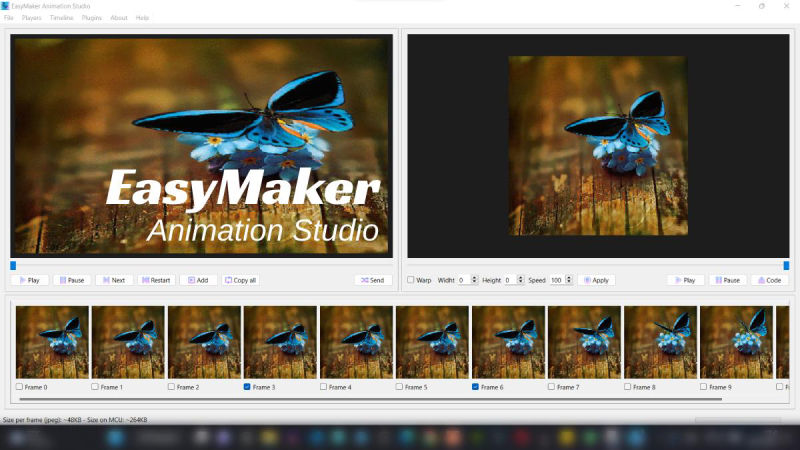 EasyMaker Animation Studio
File Players Timeline Plugins About Help
EasyMaker
Animation Studio
Play Pause Next Restart Add Copy all Send
Warp Widht 0 Height 0 Speed 100 Apply Play Pause Code
Frame 0 Frame 1 Frame 2 Frame 3 Frame 4 Frame 5 Frame 6 Frame 7 Frame 8 Frame 9
Size per frame (jpeg): ~48KB - Size on MCU: ~264KB